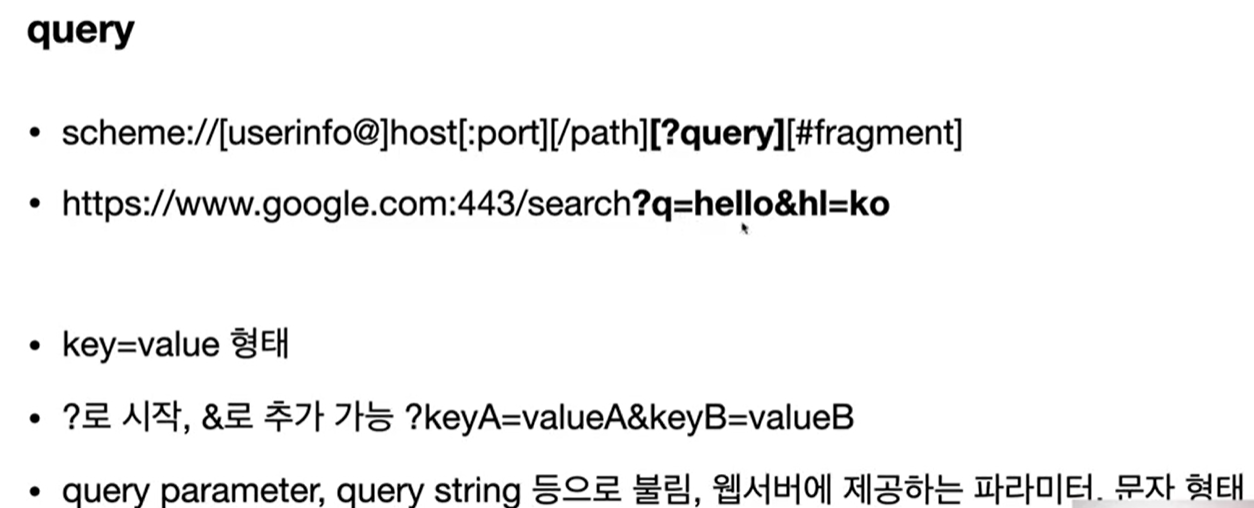 query
• scheme://[userinfo@]host[:port][/path][?query][#fragment]
• https://www.google.com:443/search?q=hello&hl=ko
• key=value 형태
• ?로 시작, &로 추가 가능 ?keyA=valueA&keyB=valueB
• query parameter, query string 등으로 불림, 웹서버에 제공하는 파라미터, 문자 형태